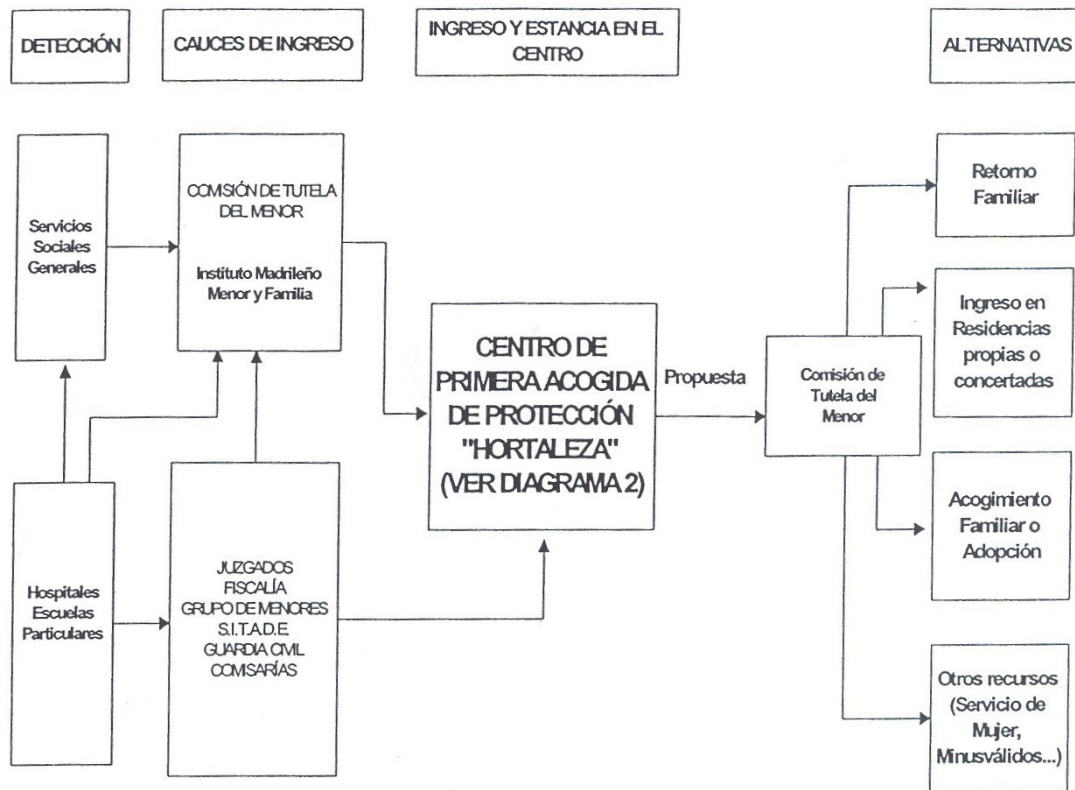 DETECCIÓN
CAUCES DE INGRESO
INGRESO Y ESTANCIA EN EL
CENTRO
ALTERNATIVAS
Servicios
Sociales
Generales
COMISIÓN DE TUTELA
DEL MENOR
Instituto Madrileño
Menor y Familia
Hospitales
Escuelas
Particulares
JUZGADOS
FISCALÍA
GRUPO DE MENORES
S.I.T.A.D.E.
GUARDIA CIVIL
COMISARÍAS
CENTRO DE
PRIMERA ACOGIDA
DE PROTECCIÓN
"HORTALEZA"
(VER DIAGRAMA 2)
Propuesta
Comisión de
Tutela del
Menor
Retorno
Familiar
Ingreso en
Residencias
propias o
concertadas
Acogimiento
Familiar o
Adopción
Otros recursos
(Servicio de
Mujer,
Minusválidos...)